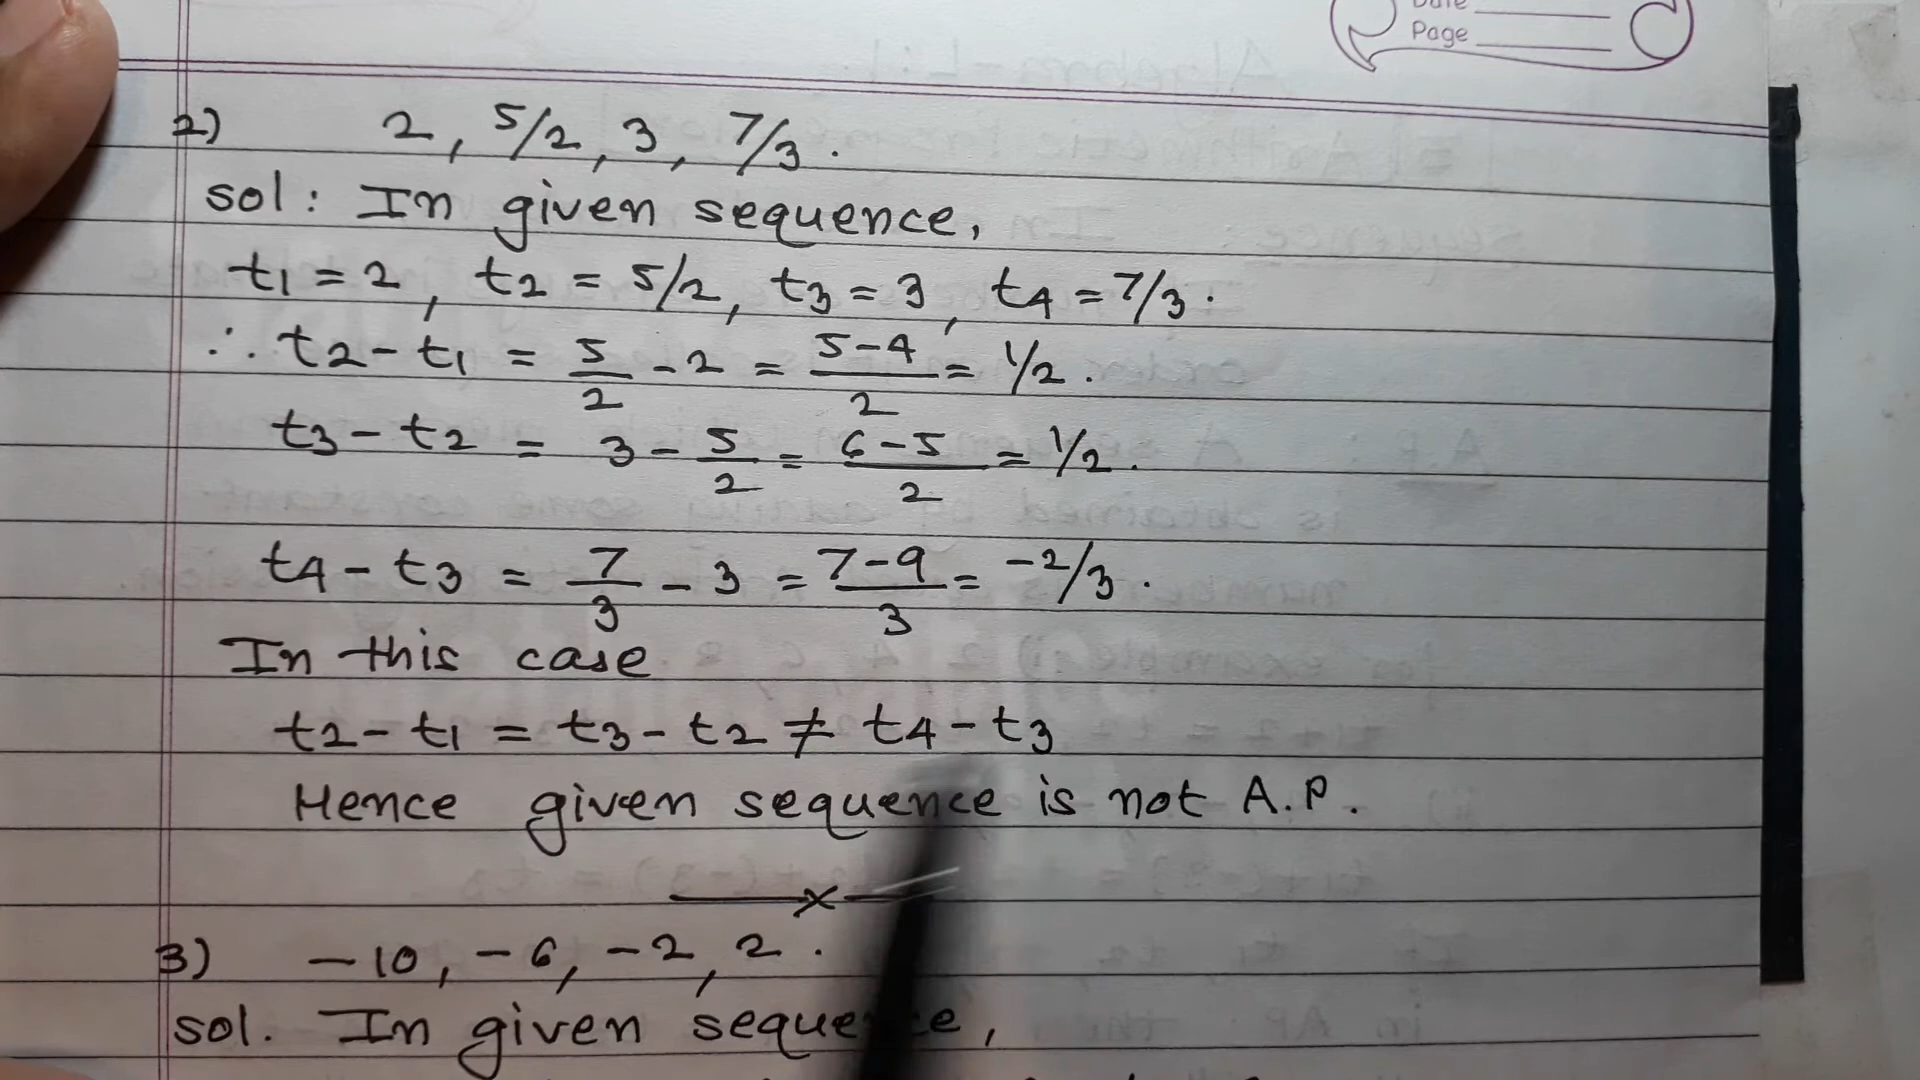 Date
Page
2) 2, 5/2, 3, 7/3.
sol: In given sequence,
t1 = 2, t2 = 5/2, t3 = 3, t4 = 7/3.
∴ t2 - t1 = 5/2 - 2 = 5-4/2 = 1/2.
t3 - t2 = 3 - 5/2 = 6-5/2 = 1/2.
t4 - t3 = 7/3 - 3 = 7-9/3 = -2/3.
In this case
t2 - t1 = t3 - t2 ≠ t4 - t3
Hence given sequence is not A.P.
3) -10, -6, -2, 2.
sol. In given sequence,